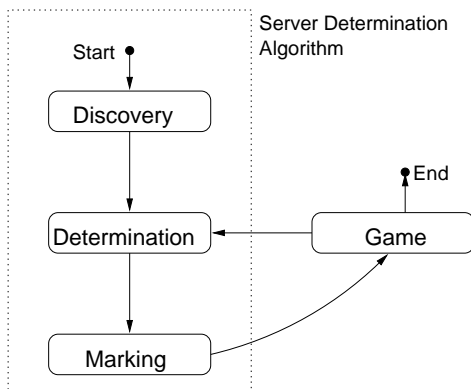 Server Determination
Algorithm
Start
Discovery
End
Determination
Game
Marking